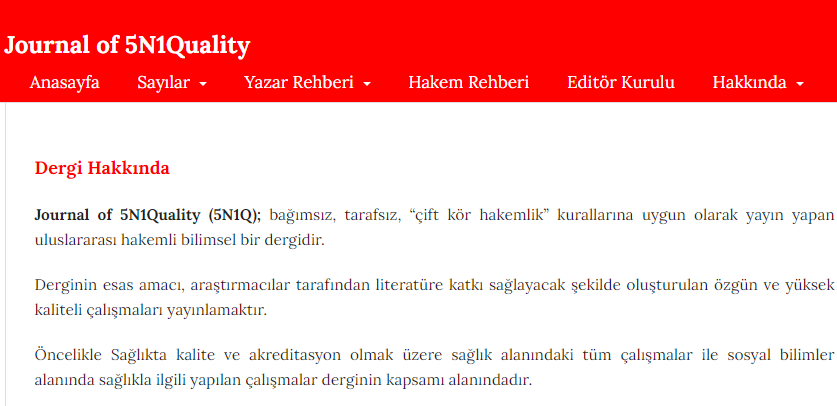 Journal of 5N1Quality
Anasayfa Sayılar Yazar Rehberi Hakem Rehberi Editör Kurulu Hakkında
Dergi Hakkında
Journal of 5N1Quality (5N1Q); bağımsız, tarafsız, “çift kör hakemlik” kurallarına uygun olarak yayın yapan
uluslararası hakemli bilimsel bir dergidir.
Derginin esas amacı, araştırmacılar tarafından literatüre katkı sağlayacak şekilde oluşturulan özgün ve yüksek
kaliteli çalışmaları yayınlamaktır.
Öncelikle Sağlıkta kalite ve akreditasyon olmak üzere sağlık alanındaki tüm çalışmalar ile sosyal bilimler
alanında sağlıkla ilgili yapılan çalışmalar derginin kapsamı alanındadır.